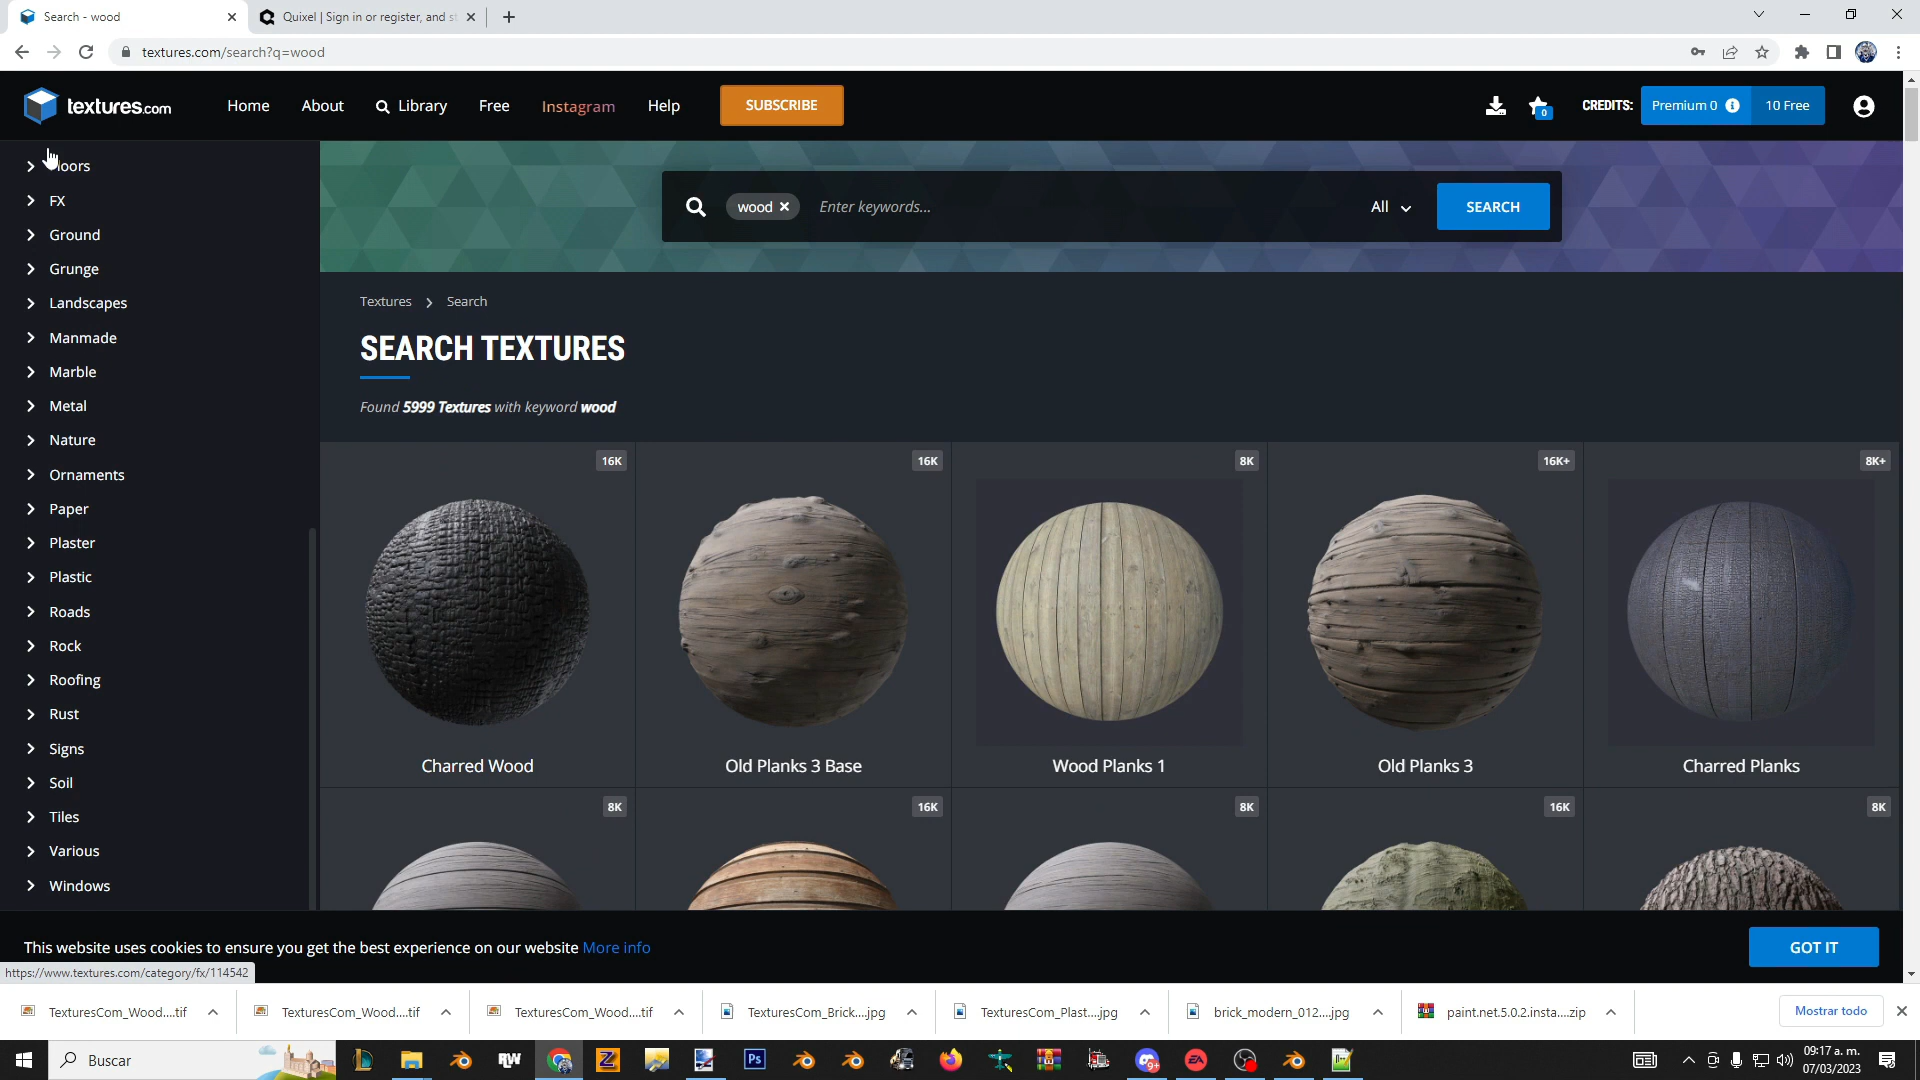 Search - wood
Quixel | Sign in or register, and st
textures.com/search?q=wood
textures.com
Home
About
Library
Free
Instagram
Help
SUBSCRIBE
0
CREDITS:
Premium 0
10 Free
oors
FX
Ground
Grunge
Landscapes
Manmade
Marble
Metal
Nature
Ornaments
Paper
Plaster
Plastic
Roads
Rock
Roofing
Rust
Signs
Soil
Tiles
Various
Windows
wood
Enter keywords...
All
SEARCH
Textures > Search
SEARCH TEXTURES
Found 5999 Textures with keyword wood
16K
16K
8K
16K+
8K+
Charred Wood
Old Planks 3 Base
Wood Planks 1
Old Planks 3
Charred Planks
8K
16K
8K
16K
8K
This website uses cookies to ensure you get the best experience on our website More info
GOT IT
https://www.textures.com/category/fx/114542
TexturesCom_Wood....tif
TexturesCom_Wood....tif
TexturesCom_Wood....tif
TexturesCom_Brick....jpg
TexturesCom_Plast....jpg
brick_modern_012....jpg
paint.net.5.0.2.insta....zip
Mostrar todo
Buscar
RW
Z
Ps
9+
EA
09:17 a. m.
07/03/2023